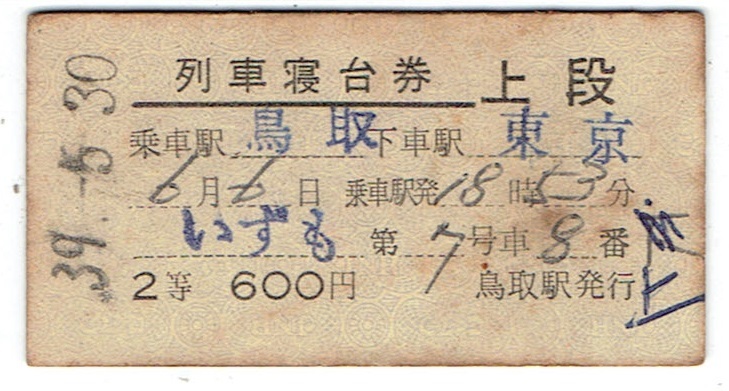 列車寝台券 上段
乗車駅 鳥取 下車駅 東京
6月6日 乗車駅発18時53分
いずも 第7号車8番
2等 600円 鳥取駅発行
39.-5.30
上